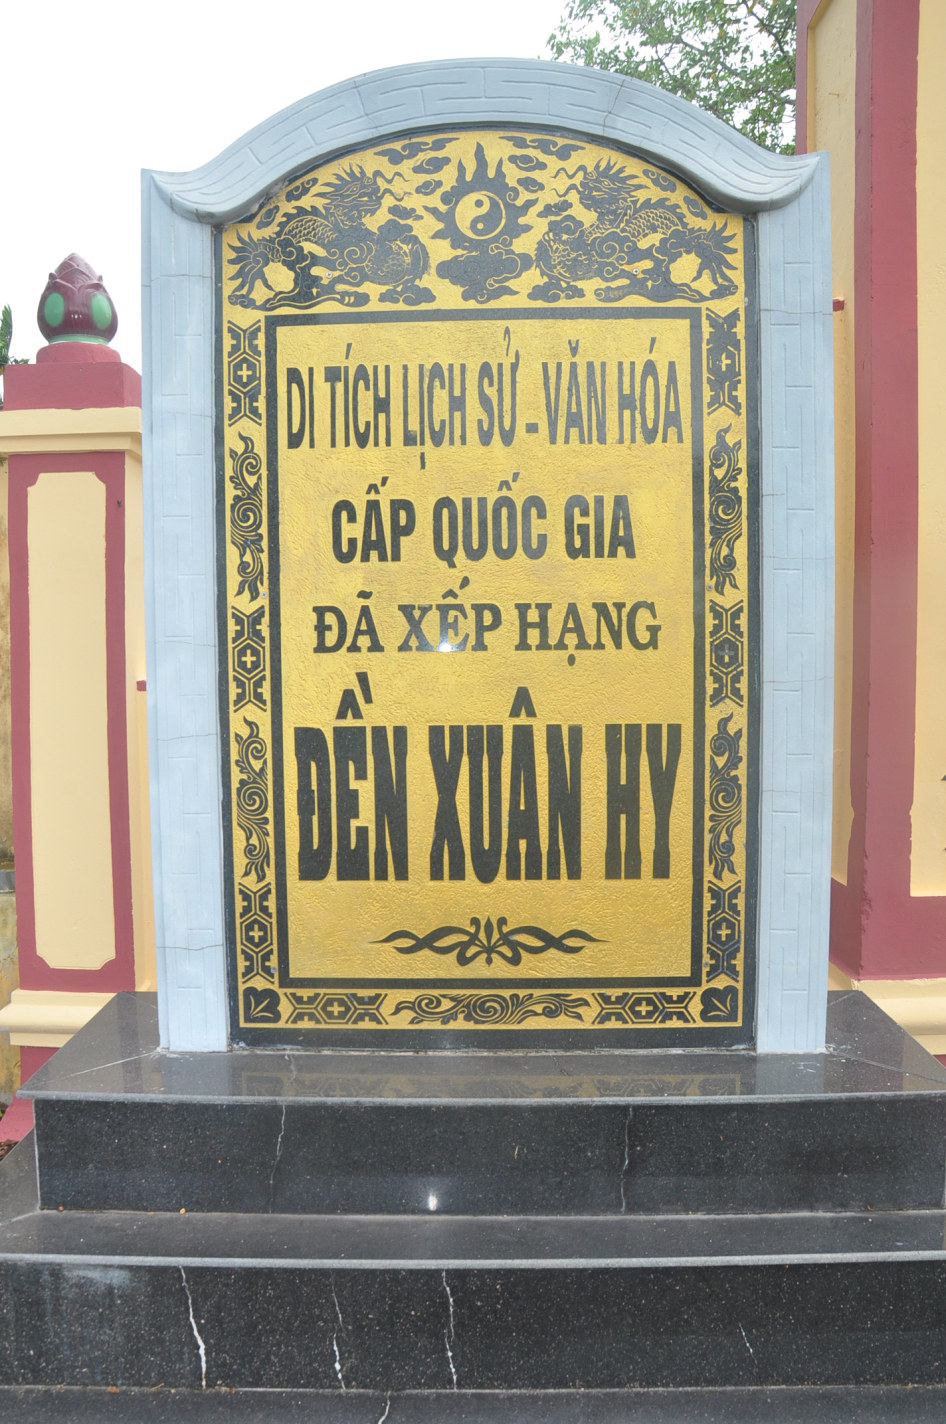 DI TÍCH LỊCH SỬ - VĂN HÓA
CẤP QUỐC GIA
ĐÃ XẾP HẠNG
ĐỀN XUÂN HY